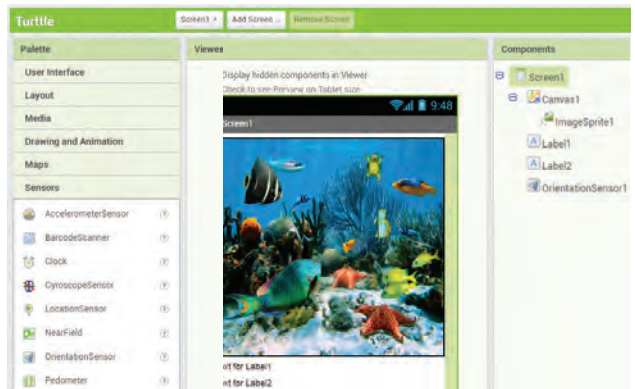 Turtle
Screen1
Add Screen ...
Remove Screen
Palette
Viewer
Components
User Interface
Layout
Media
Drawing and Animation
Maps
Sensors
AccelerometerSensor
BarcodeScanner
Clock
GyroscopeSensor
LocationSensor
NearField
OrientationSensor
Pedometer
Display hidden components in Viewer
Check to see Preview on Tablet size.
9:48
Screen1
ext for Label1
ext for Label2
Screen1
Canvas1
ImageSprite1
Label1
Label2
OrientationSensor1